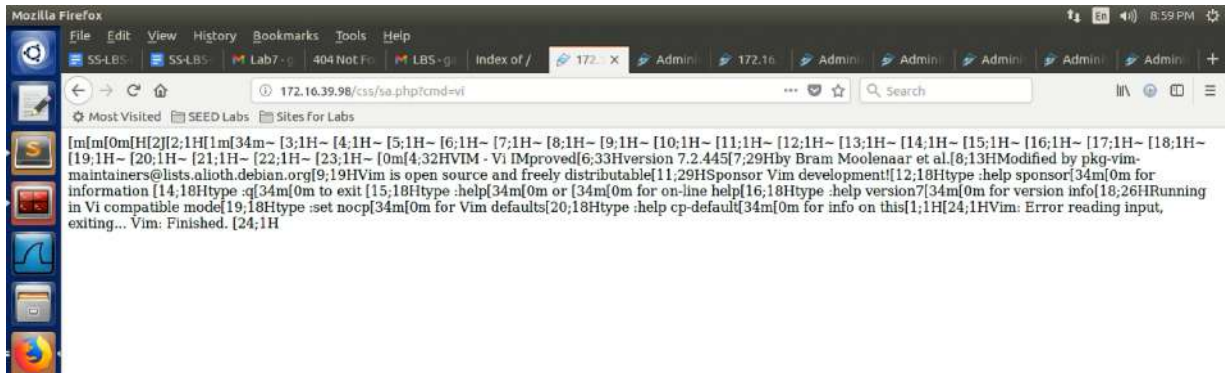 Mozilla Firefox
En 8:59 PM
File Edit View History Bookmarks Tools Help
SS-LBS- SS-LBS- Lab7 - g 404 Not Fo LBS - ga Index of / 172. Admin 172.16 Admin Admin Admin Admin Admin
172.16.39.98/css/sa.php?cmd=vi Search
Most Visited SEED Labs Sites for Labs
[m[m[0m[H[2J[2;1H[1m[34m~ [3;1H~ [4;1H~ [5;1H~ [6;1H~ [7;1H~ [8;1H~ [9;1H~ [10;1H~ [11;1H~ [12;1H~ [13;1H~ [14;1H~ [15;1H~ [16;1H~ [17;1H~ [18;1H~
[19;1H~ [20;1H~ [21;1H~ [22;1H~ [23;1H~ [0m[4;32HVIM - Vi IMproved[6;33Hversion 7.2.445[7;29Hby Bram Moolenaar et al.[8;13HModified by pkg-vim-
maintainers@lists.alioth.debian.org[9;19HVim is open source and freely distributable[11;29HSponsor Vim development![12;18Htype :help sponsor[34m[0m for
information [14;18Htype :q[34m[0m to exit [15;18Htype :help[34m[0m or [34m[0m for on-line help[16;18Htype :help version7[34m[0m for version info[18;26HRunning
in Vi compatible mode[19;18Htype :set nocp[34m[0m for Vim defaults[20;18Htype :help cp-default[34m[0m for info on this[1;1H[24;1HVim: Error reading input,
exiting... Vim: Finished. [24;1H